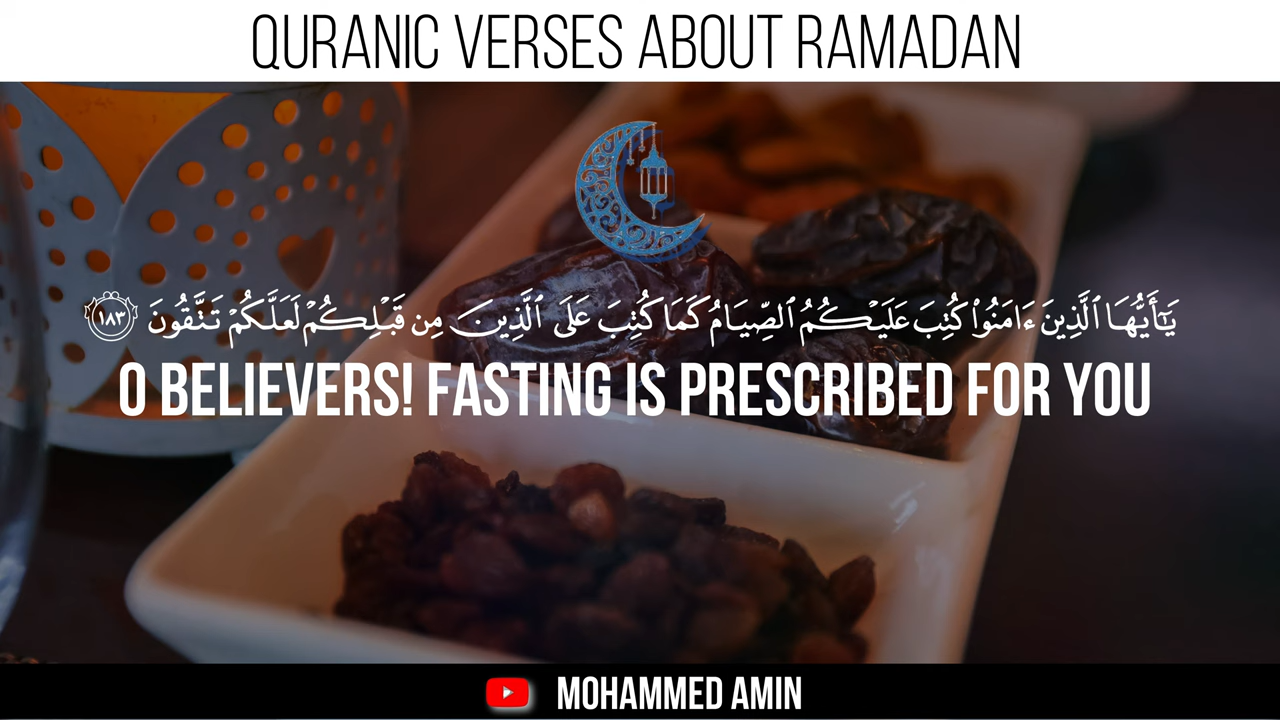 QURANIC VERSES ABOUT RAMADAN
يَٰٓأَيُّهَا ٱلَّذِينَ ءَامَنُوا۟ كُتِبَ عَلَيْكُمُ ٱلصِّيَامُ كَمَا كُتِبَ عَلَى ٱلَّذِينَ مِن قَبْلِكُمْ لَعَلَّكُمْ تَتَّقُونَ ١٨٣
O BELIEVERS! FASTING IS PRESCRIBED FOR YOU
MOHAMMED AMIN